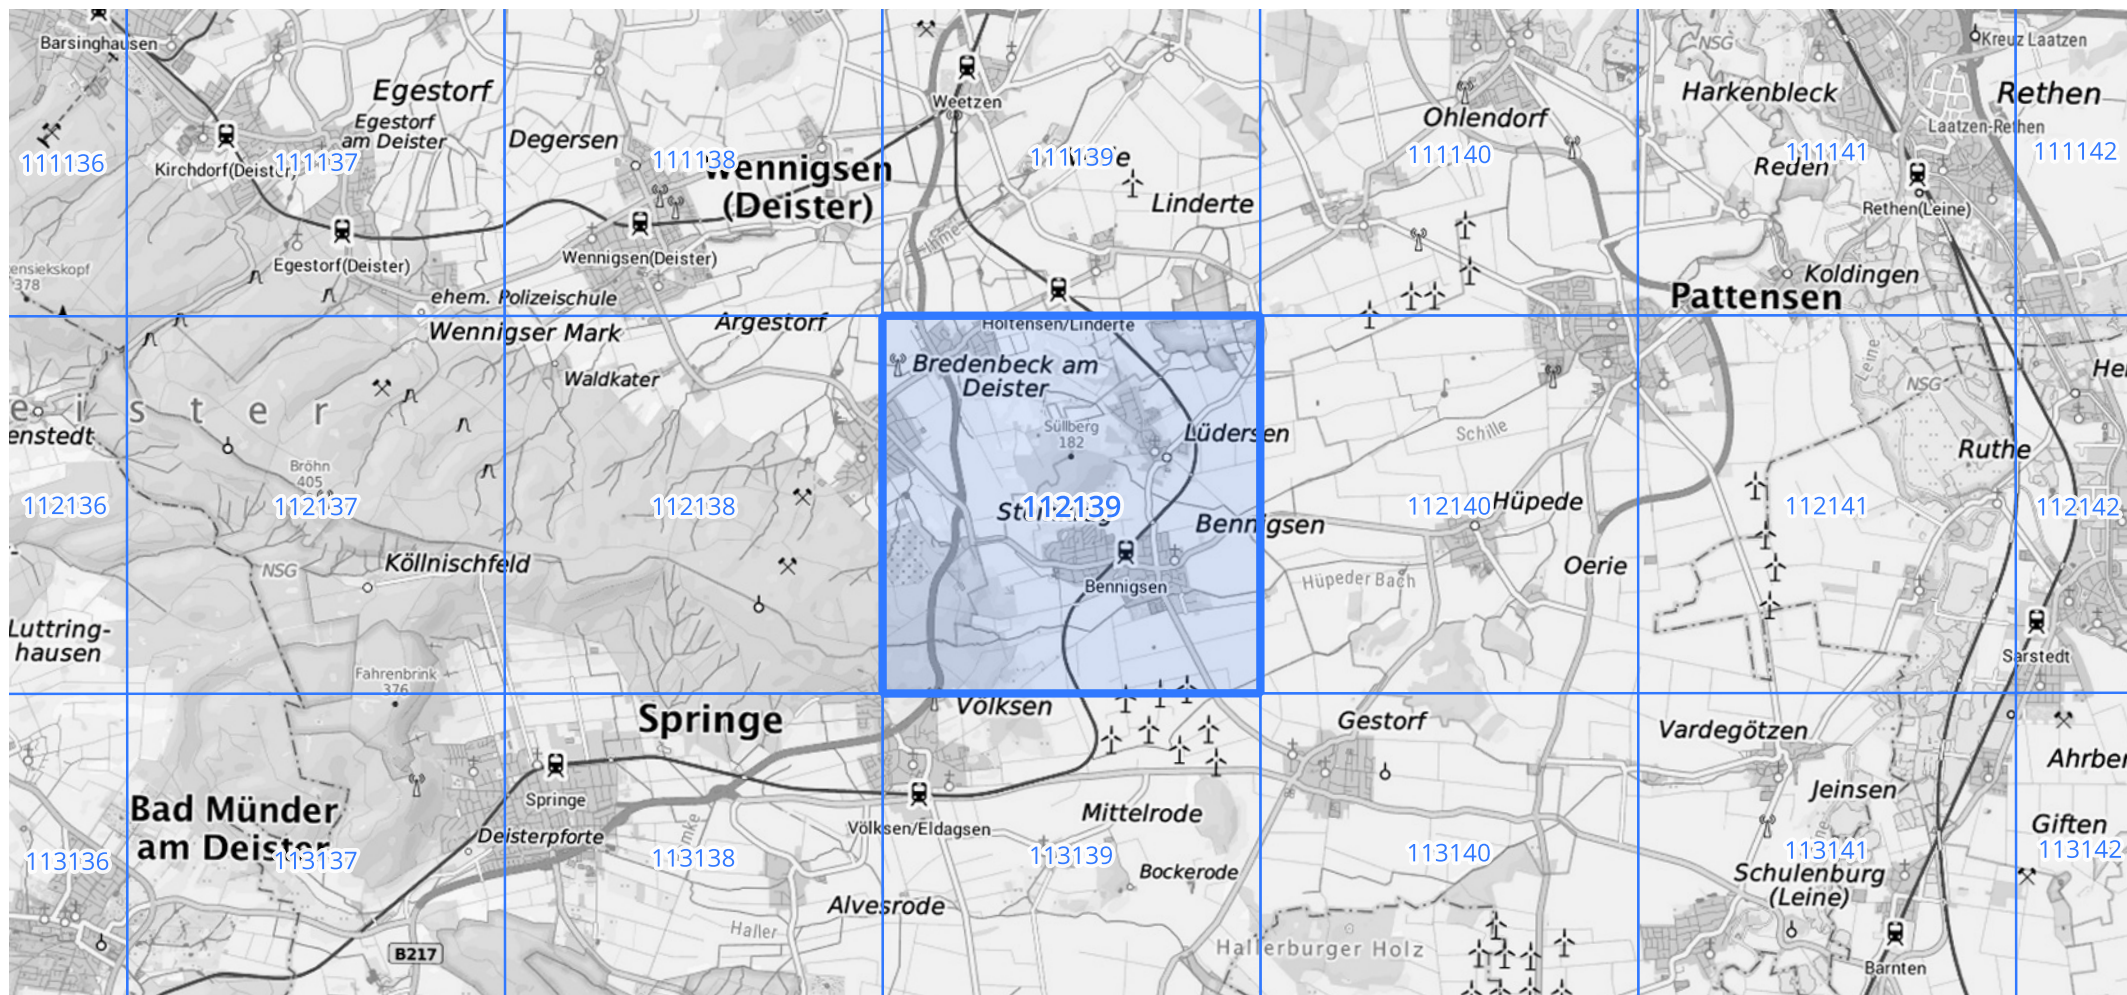 Barsinghausen
Egestorf
Egestorf
am Deister
Kirchdorf(Deister)
111136
111137
Egestorf(Deister)
378
Degersen
111138
Wennigsen
(Deister)
Wennigsen(Deister)
ehem. Polizeischule
Weetzen
111139
Linderte
Ihme
Ohlendorf
111140
NSG
Kreuz Laatzen
Harkenbleck
Rethen
Laatzen-Rethen
111141
111142
Reden
Rethen(Leine)
Koldingen
Pattensen
Wennigser Mark
Argestorf
Waldkater
Holtensen/Linderte
Bredenbeck am
Deister
Süllberg
182
Lüdersen
112139
Bennigsen
Bennigsen
e i s t e r
enstedt
Bröhn
405
112136
112137
112138
NSG
Köllnischfeld
Luttring-
hausen
Fahrenbrink
376
Schille
112140
Hüpede
Hüpeder Bach
Oerie
Leine
NSG
Ruthe
112141
112142
Sarstedt
Springe
Springe
Völksen
Völksen/Eldagsen
Mittelrode
Gestorf
Vardegötzen
Jeinsen
Ahrber
Giften
Bad Münder
am Deister
Deisterpforte
113136
113137
113138
113139
113140
113141
113142
Bockerode
Schulenburg
(Leine)
Alvesrode
Haller
B217
Hallerburger Holz
Barnten